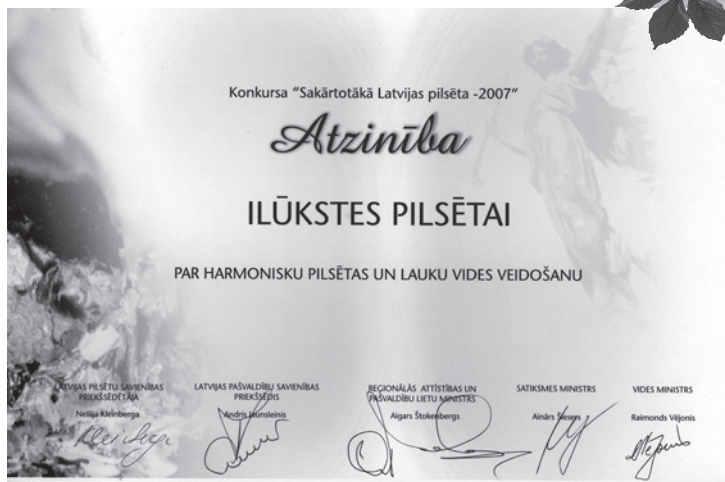 Konkursa "Sakārtotākā Latvijas pilsēta -2007"
Atzinība
ILŪKSTES PILSĒTAI
PAR HARMONISKU PILSĒTAS UN LAUKU VIDES VEIDOŠANU
LATVIJAS PILSĒTU SAVIENĪBAS
PRIEKŠSĒDĒTĀJA
Nellija Kleinberga
LATVIJAS PAŠVALDĪBU SAVIENĪBAS
PRIEKŠSĒDIS
Andris Jaunsleinis
REĢIONĀLĀS ATTĪSTĪBAS UN
PAŠVALDĪBU LIETU MINISTRS
Aigars Štokenbergs
SATIKSMES MINISTRS
Ainārs Šlesers
VIDES MINISTRS
Raimonds Vējonis